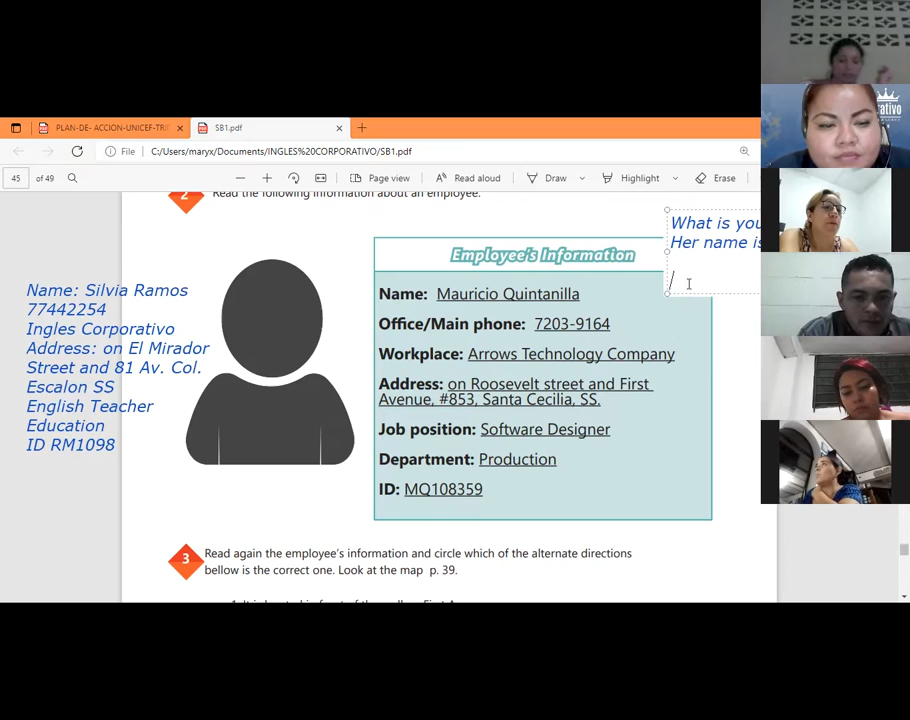 PLAN-DE- ACCION-UNICEF-TRI
SB1.pdf
File
C:/Users/maryx/Documents/INGLES%20CORPORATIVO/SB1.pdf
45 of 49
Page view
Read aloud
Draw
Highlight
Erase
2 Read the following information about an employee.
What is you
Her name is
Employee's Information
Name: Mauricio Quintanilla
Office/Main phone: 7203-9164
Workplace: Arrows Technology Company
Address: on Roosevelt street and First
Avenue, #853, Santa Cecilia, SS.
Job position: Software Designer
Department: Production
ID: MQ108359
Name: Silvia Ramos
77442254
Ingles Corporativo
Address: on El Mirador
Street and 81 Av. Col.
Escalon SS
English Teacher
Education
ID RM1098
3 Read again the employee's information and circle which of the alternate directions
bellow is the correct one. Look at the map p. 39.